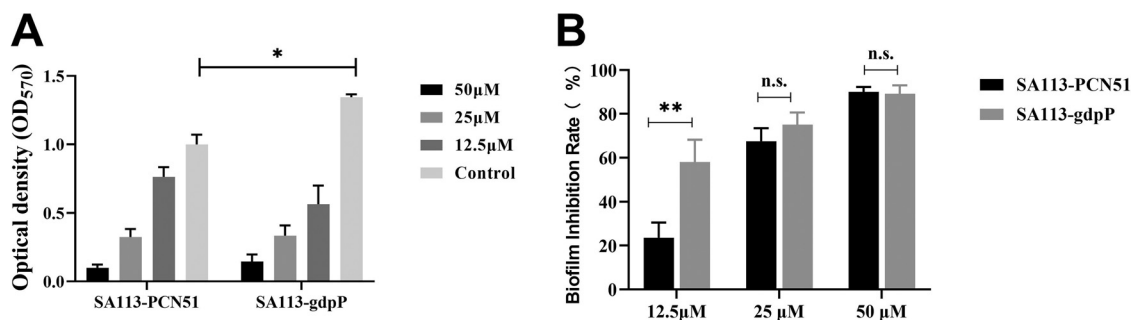 A
*
Optical density (OD₅₇₀)
1.5
1.0
0.5
0.0
SA113-PCN51
SA113-gdpP
50μM
25μM
12.5μM
Control
B
Biofilm Inhibition Rate（ %）
100
80
60
40
20
0
**
n.s.
n.s.
12.5μM
25 μM
50 μM
SA113-PCN51
SA113-gdpP